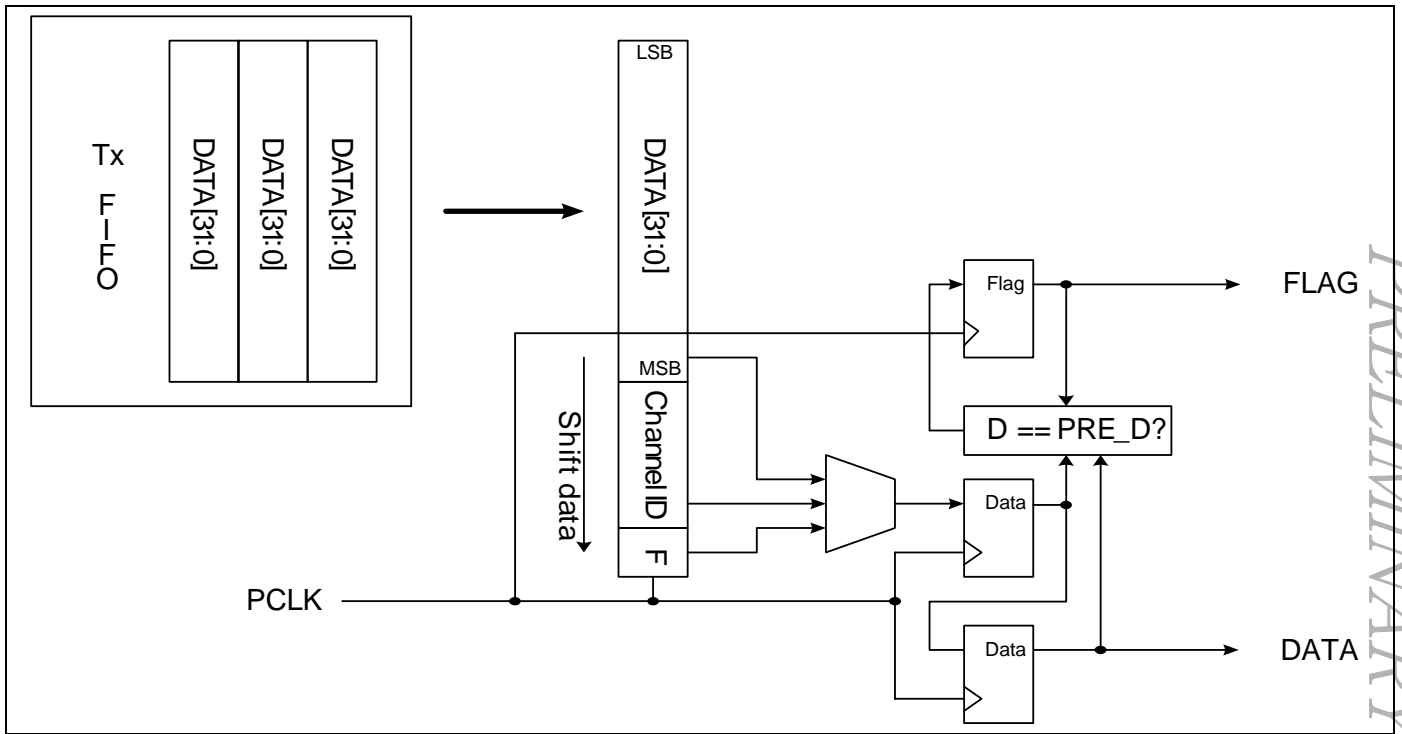 Tx
FIFO
DATA[31:0]
DATA[31:0]
DATA[31:0]
LSB
DATA[31:0]
MSB
Channel ID
F
Shift data
Flag
FLAG
D == PRE_D?
Data
PCLK
Data
DATA
PRELIMINARY